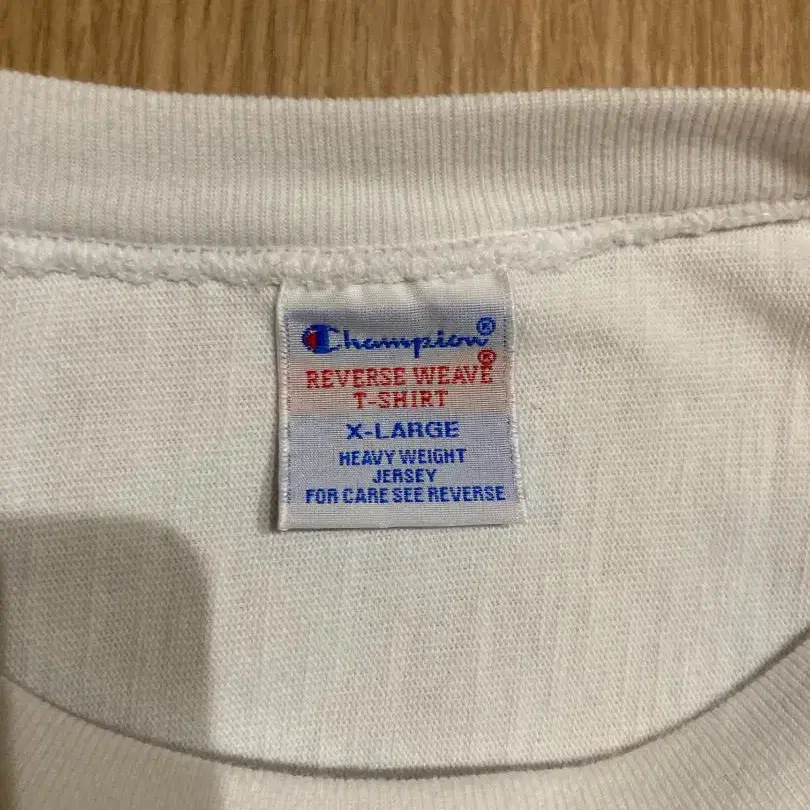 Champion®
REVERSE WEAVE®
T-SHIRT
X-LARGE
HEAVY WEIGHT
JERSEY
FOR CARE SEE REVERSE